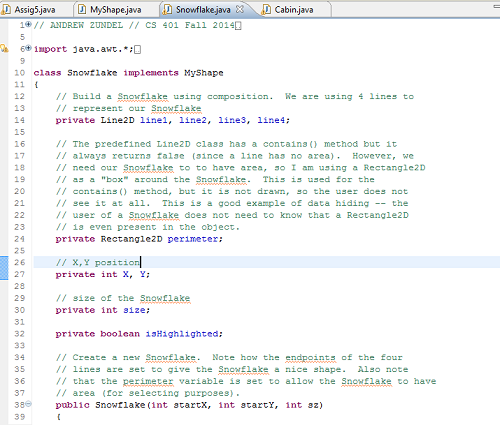 Assig5.java MyShape.java Snowflake.java Cabin.java
1 // ANDREW ZUNDEL // CS 401 Fall 2014
5
6 import java.awt.*;
10
11 class Snowflake implements MyShape
11 {
12 // Build a Snowflake using composition. We are using 4 lines to
13 // represent our Snowflake
14 private Line2D line1, line2, line3, line4;
15
16 // The predefined Line2D class has a contains() method but it
17 // always returns false (since a line has no area). However, we
18 // need our Snowflake to to have area, so I am using a Rectangle2D
19 // as a "box" around the Snowflake. This is used for the
20 // contains() method, but it is not drawn, so the user does not
21 // see it at all. This is a good example of data hiding -- the
22 // user of a Snowflake does not need to know that a Rectangle2D
23 // is even present in the object.
24 private Rectangle2D perimeter;
25
26 // X,Y position
27 private int X, Y;
28
29 // size of the Snowflake
30 private int size;
31
32 private boolean isHighlighted;
33
34 // Create a new Snowflake. Note how the endpoints of the four
35 // lines are set to give the Snowflake a nice shape. Also note
36 // that the perimeter variable is set to allow the Snowflake to have
37 // area (for selecting purposes).
38 public Snowflake(int startX, int startY, int sz)
39 {